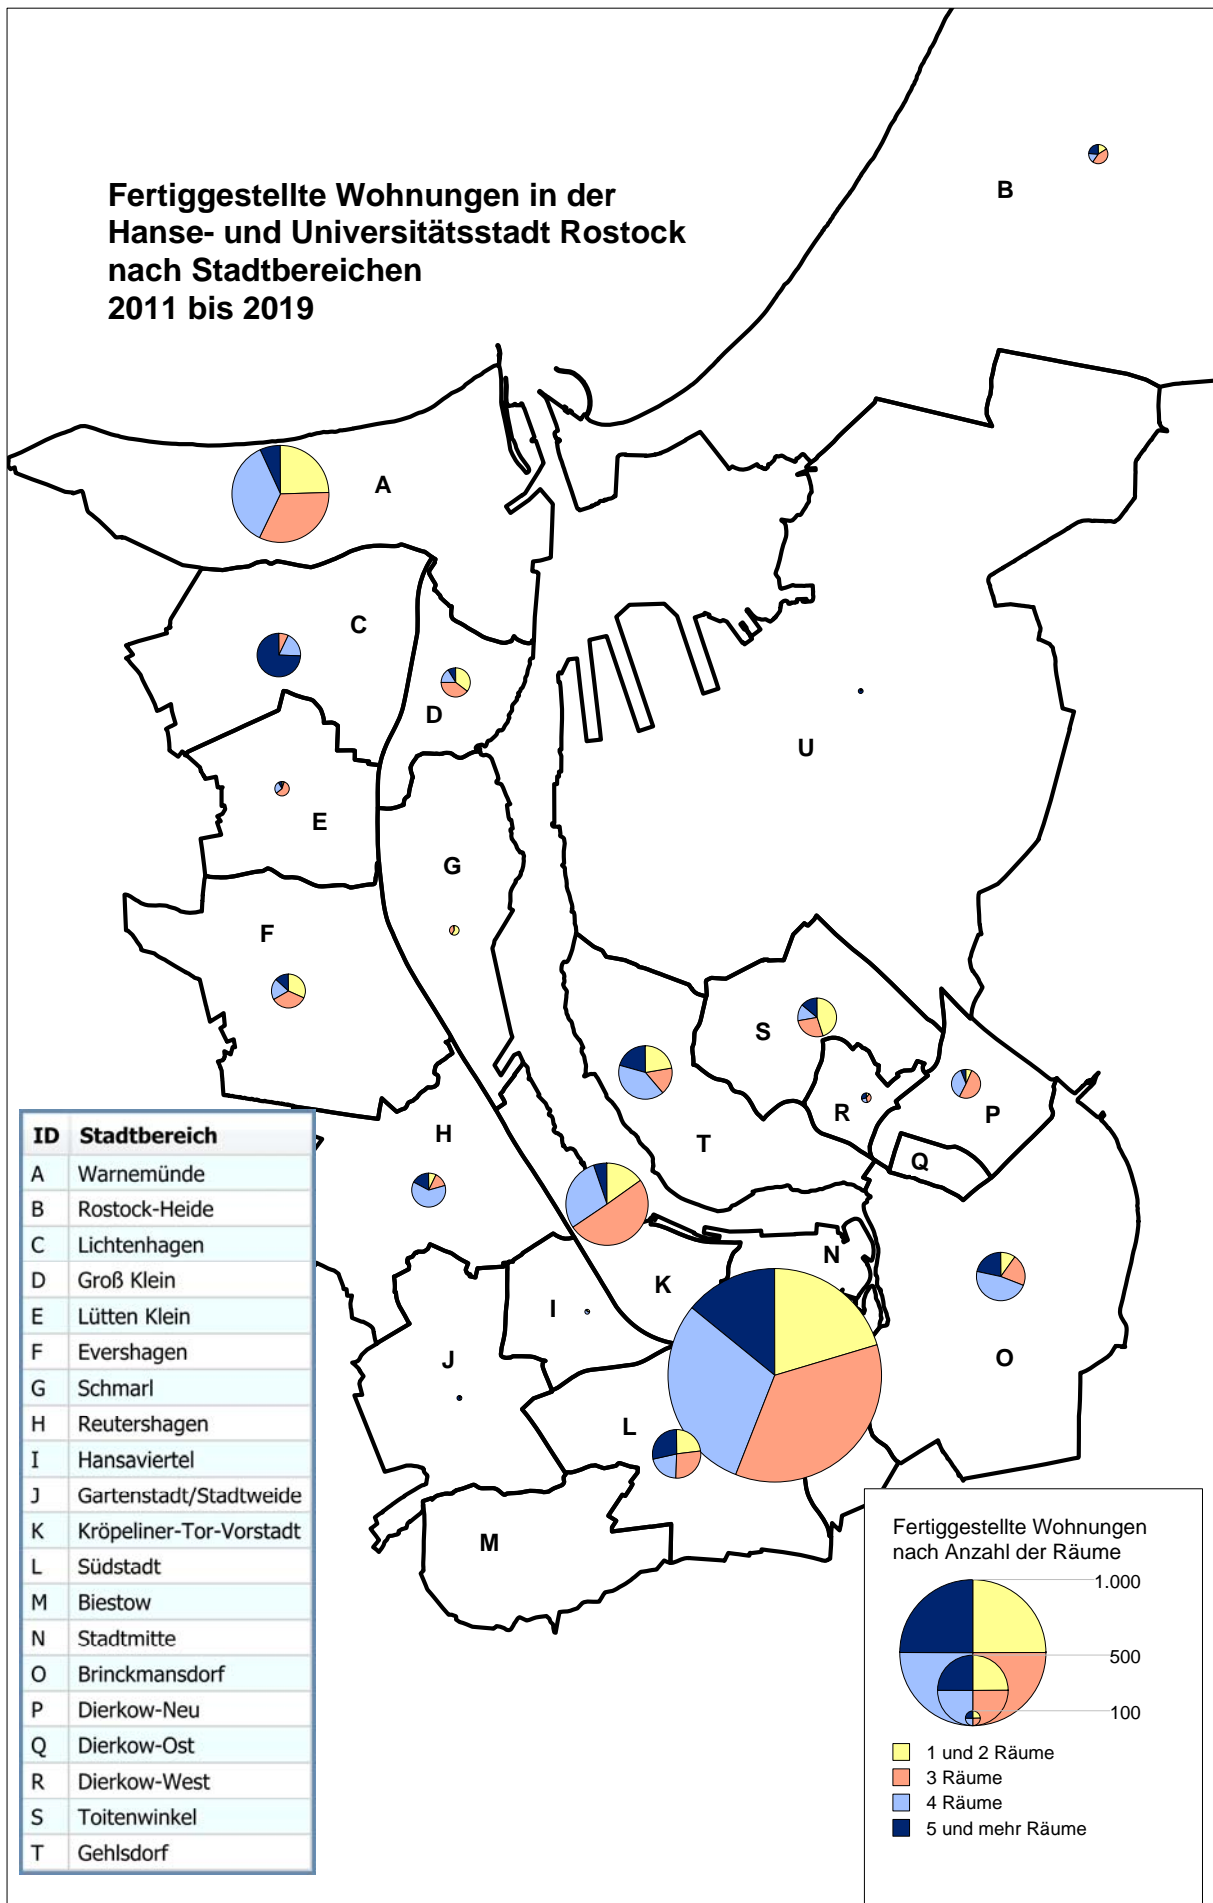 Fertiggestellte Wohnungen in der
Hanse- und Universitätsstadt Rostock
nach Stadtbereichen
2011 bis 2019
B
A
C
D
U
E
G
F
S
R
P
H
T
Q
N
K
I
J
O
L
M
ID Stadtbereich
A Warnemünde
B Rostock-Heide
C Lichtenhagen
D Groß Klein
E Lütten Klein
F Evershagen
G Schmarl
H Reutershagen
I Hansaviertel
J Gartenstadt/Stadtweide
K Kröpeliner-Tor-Vorstadt
L Südstadt
M Biestow
N Stadtmitte
O Brinckmansdorf
P Dierkow-Neu
Q Dierkow-Ost
R Dierkow-West
S Toitenwinkel
T Gehlsdorf
Fertiggestellte Wohnungen
nach Anzahl der Räume
1.000
500
100
1 und 2 Räume
3 Räume
4 Räume
5 und mehr Räume